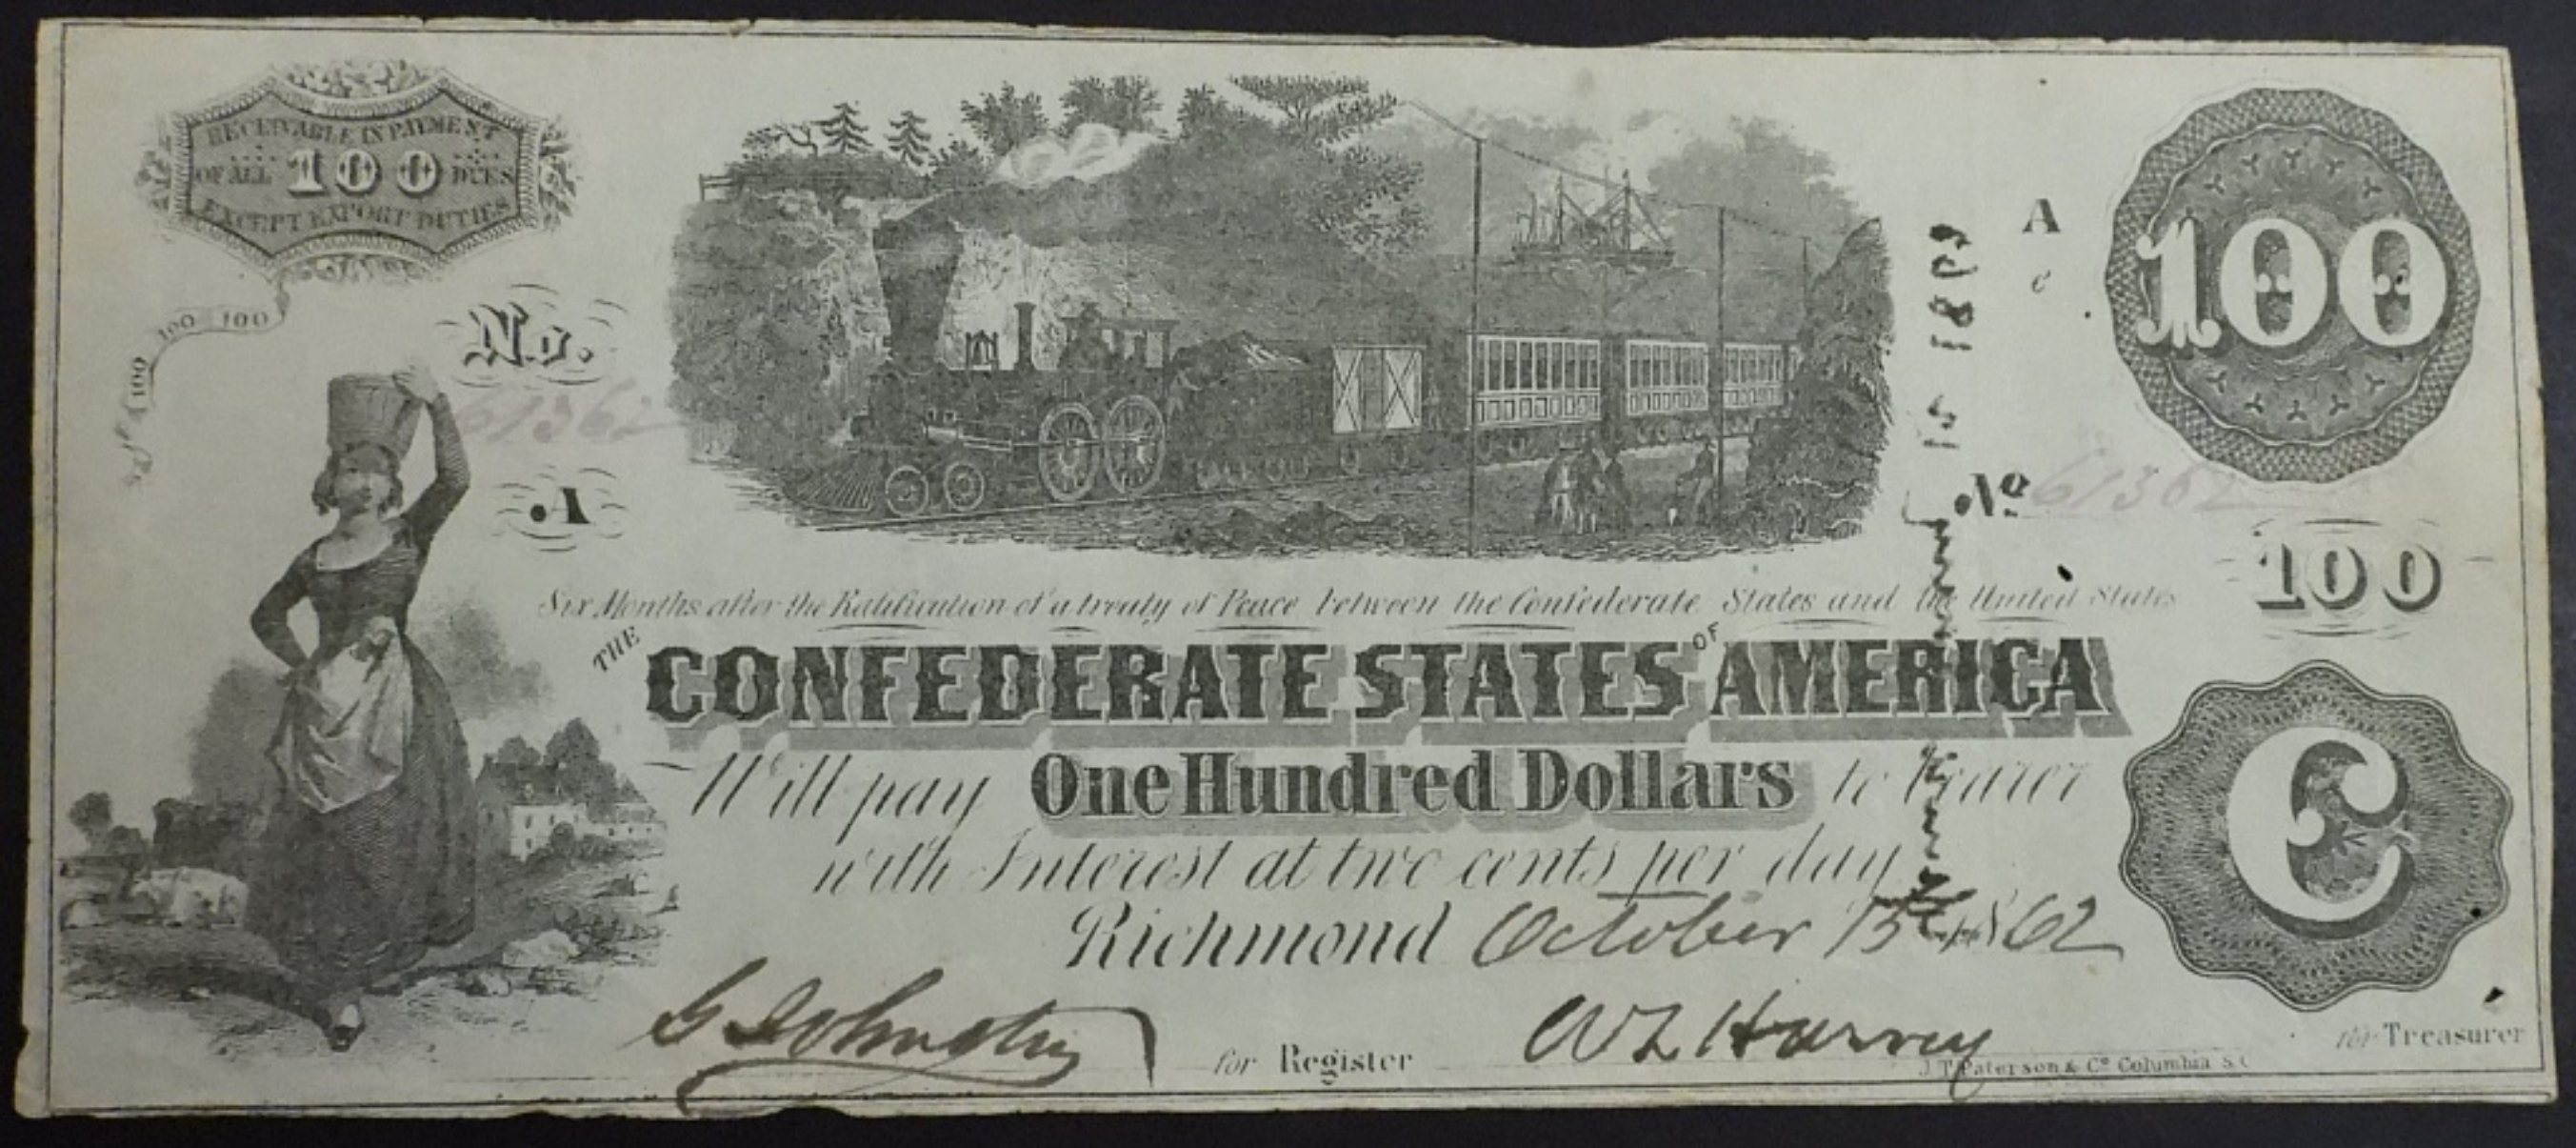 RECEIVABLE IN PAYMENT
OF ALL 100 DUES
EXCEPT EXPORT DUTIES
100 100 100
No.
61362
A
A
c
100
No 61362
100
Six Months after the Ratification of a treaty of Peace between the Confederate States and the United States
THE CONFEDERATE STATES OF AMERICA
Will pay One Hundred Dollars to Bearer
with Interest at two cents per day
Richmond October 15 1862
C
G Johnston for Register
W L Harvey for Treasurer
J.T. Paterson & Co Columbia S.C